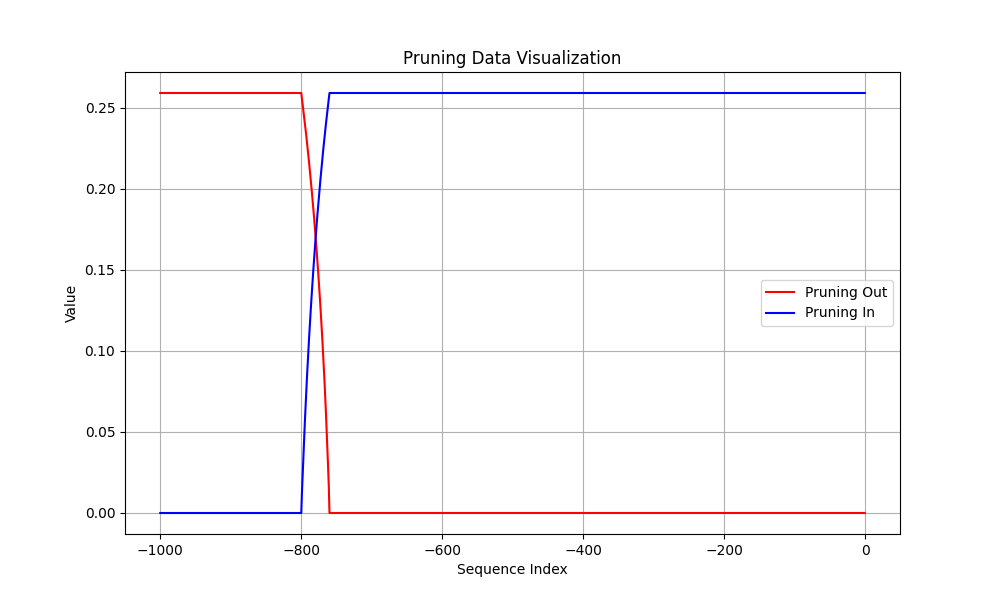 Pruning Data Visualization
Value
0.25
0.20
0.15
0.10
0.05
0.00
Pruning Out
Pruning In
−1000
−800
−600
−400
−200
0
Sequence Index